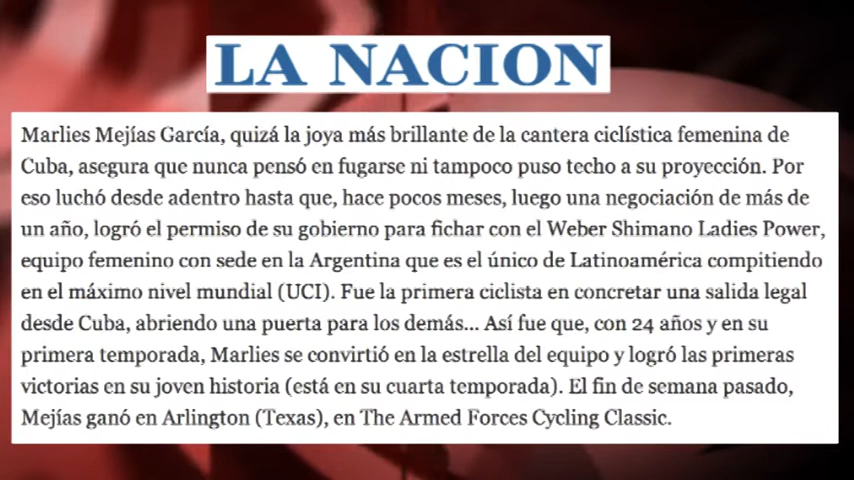 LA NACION
Marlies Mejías García, quizá la joya más brillante de la cantera ciclística femenina de
Cuba, asegura que nunca pensó en fugarse ni tampoco puso techo a su proyección. Por
eso luchó desde adentro hasta que, hace pocos meses, luego una negociación de más de
un año, logró el permiso de su gobierno para fichar con el Weber Shimano Ladies Power,
equipo femenino con sede en la Argentina que es el único de Latinoamérica compitiendo
en el máximo nivel mundial (UCI). Fue la primera ciclista en concretar una salida legal
desde Cuba, abriendo una puerta para los demás... Así fue que, con 24 años y en su
primera temporada, Marlies se convirtió en la estrella del equipo y logró las primeras
victorias en su joven historia (está en su cuarta temporada). El fin de semana pasado,
Mejías ganó en Arlington (Texas), en The Armed Forces Cycling Classic.